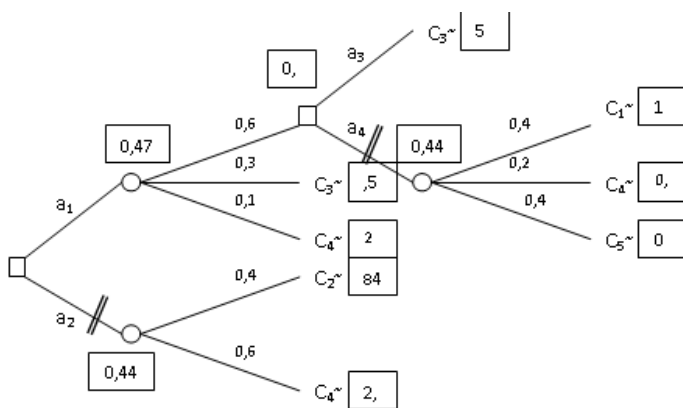 C₃~ 5
a₃
0,
0,6
a₄
0,44
0,4
C₁~ 1
0,47
0,3
C₃~ ,5
0,2
C₄~ 0,
a₁
0,1
C₄~ 2
0,4
C₅~ 0
0,4
C₂~ 84
a₂
0,44
0,6
C₄~ 2,